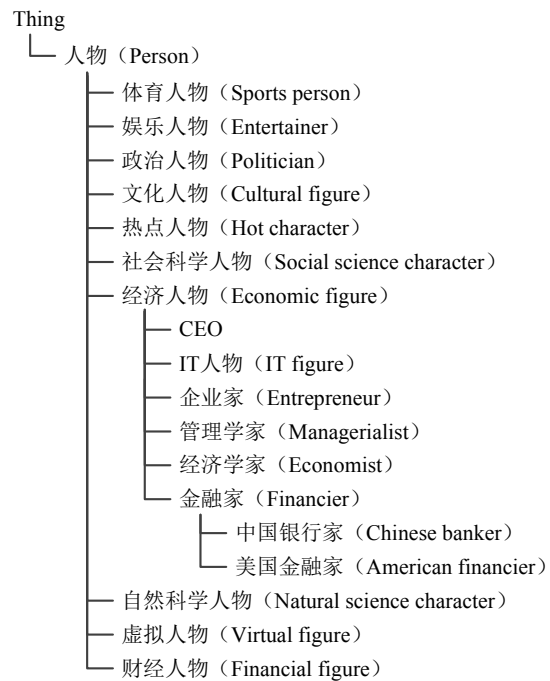 Thing
人物（Person）
体育人物（Sports person）
娱乐人物（Entertainer）
政治人物（Politician）
文化人物（Cultural figure）
热点人物（Hot character）
社会科学人物（Social science character）
经济人物（Economic figure）
CEO
IT人物（IT figure）
企业家（Entrepreneur）
管理学家（Managerialist）
经济学家（Economist）
金融家（Financier）
中国银行家（Chinese banker）
美国金融家（American financier）
自然科学人物（Natural science character）
虚拟人物（Virtual figure）
财经人物（Financial figure）